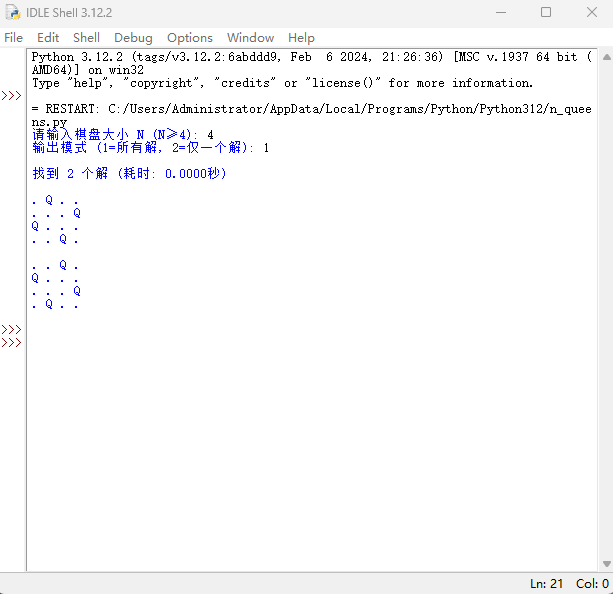 IDLE Shell 3.12.2
File Edit Shell Debug Options Window Help
Python 3.12.2 (tags/v3.12.2:6abddd9, Feb  6 2024, 21:26:36) [MSC v.1937 64 bit (
AMD64)] on win32
Type "help", "copyright", "credits" or "license()" for more information.
>>>
= RESTART: C:/Users/Administrator/AppData/Local/Programs/Python/Python312/n_quee
ns.py
请输入棋盘大小 N (N≥4): 4
输出模式 (1=所有解, 2=仅一个解): 1
找到 2 个解 (耗时: 0.0000秒)
. Q . .
. . . Q
Q . . .
. . Q .
. . Q .
Q . . .
. . . Q
. Q . .
>>>
>>>
Ln: 21 Col: 0